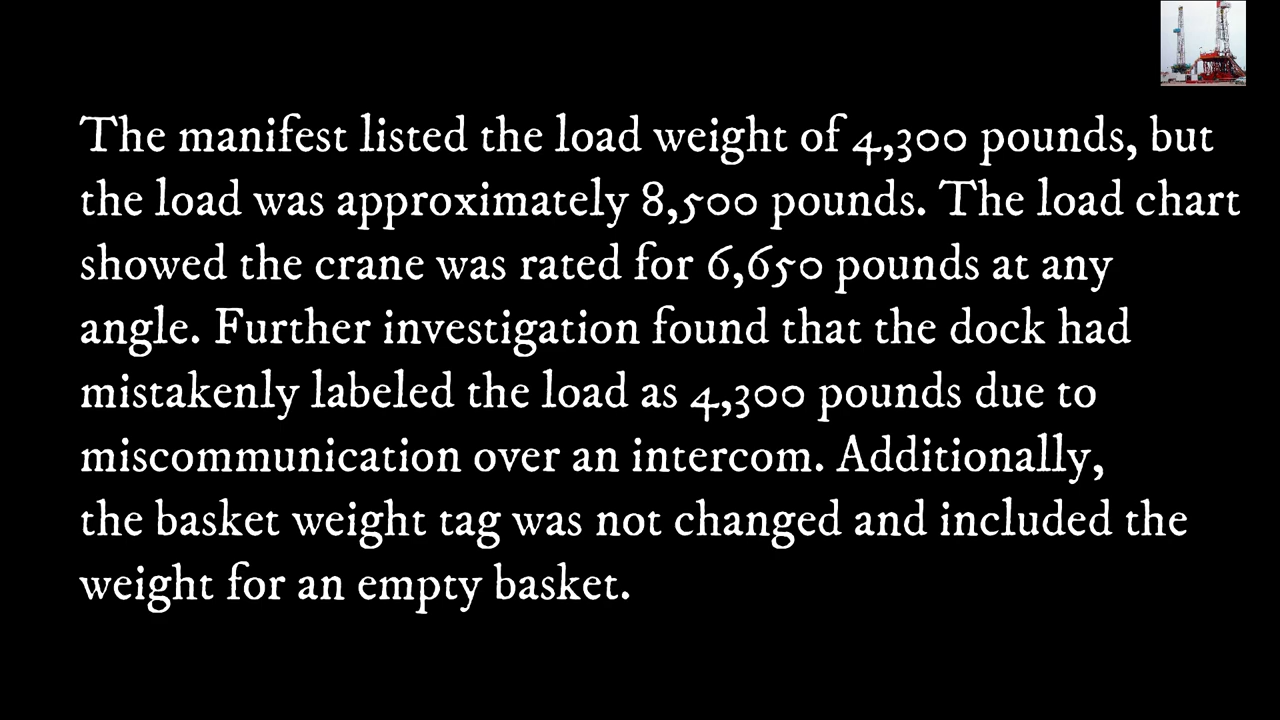 The manifest listed the load weight of 4,300 pounds, but
the load was approximately 8,500 pounds. The load chart
showed the crane was rated for 6,650 pounds at any
angle. Further investigation found that the dock had
mistakenly labeled the load as 4,300 pounds due to
miscommunication over an intercom. Additionally,
the basket weight tag was not changed and included the
weight for an empty basket.